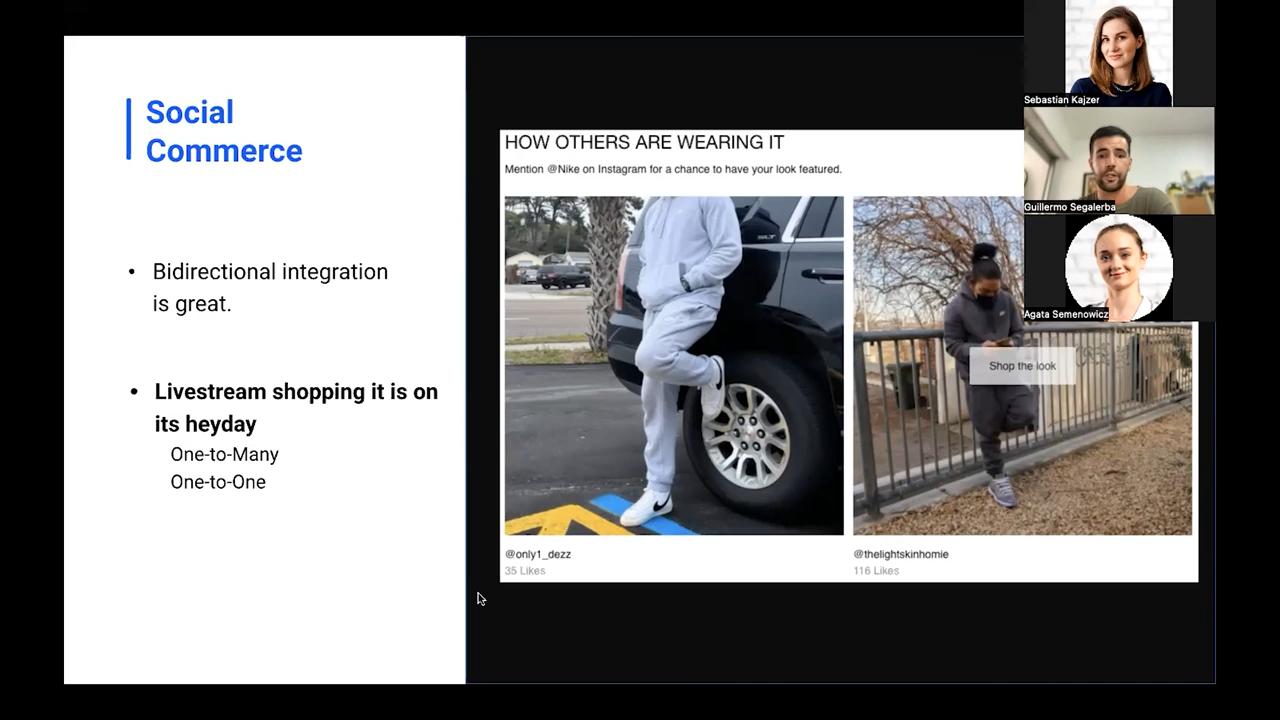 Social
Commerce
• Bidirectional integration
is great.
• Livestream shopping it is on
its heyday
One-to-Many
One-to-One
HOW OTHERS ARE WEARING IT
Mention @Nike on Instagram for a chance to have your look featured.
Shop the look
@only1_dezz
35 Likes
@thelightskinhomie
116 Likes
Sebastian Kajzer
Guillermo Segalerba
Agata Semenowicz